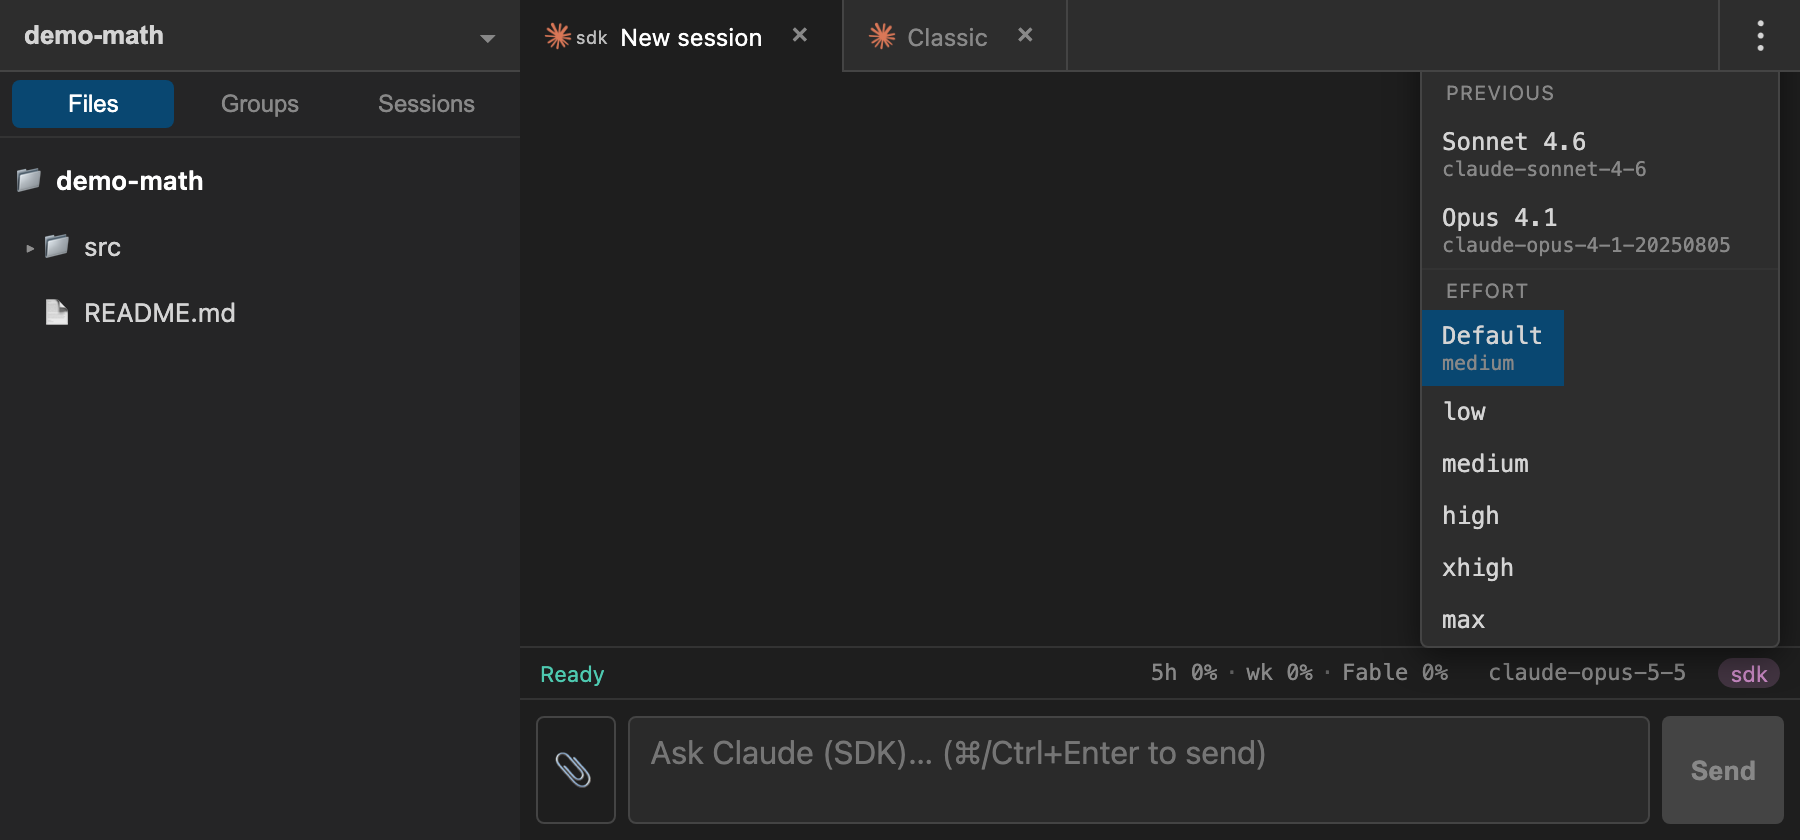 demo-math
sdk New session ×
Classic ×
Files
Groups
Sessions
demo-math
src
README.md
PREVIOUS
Sonnet 4.6
claude-sonnet-4-6
Opus 4.1
claude-opus-4-1-20250805
EFFORT
Default
medium
low
medium
high
xhigh
max
Ready
5h 0% · wk 0% · Fable 0%
claude-opus-5-5
sdk
Ask Claude (SDK)... (⌘/Ctrl+Enter to send)
Send